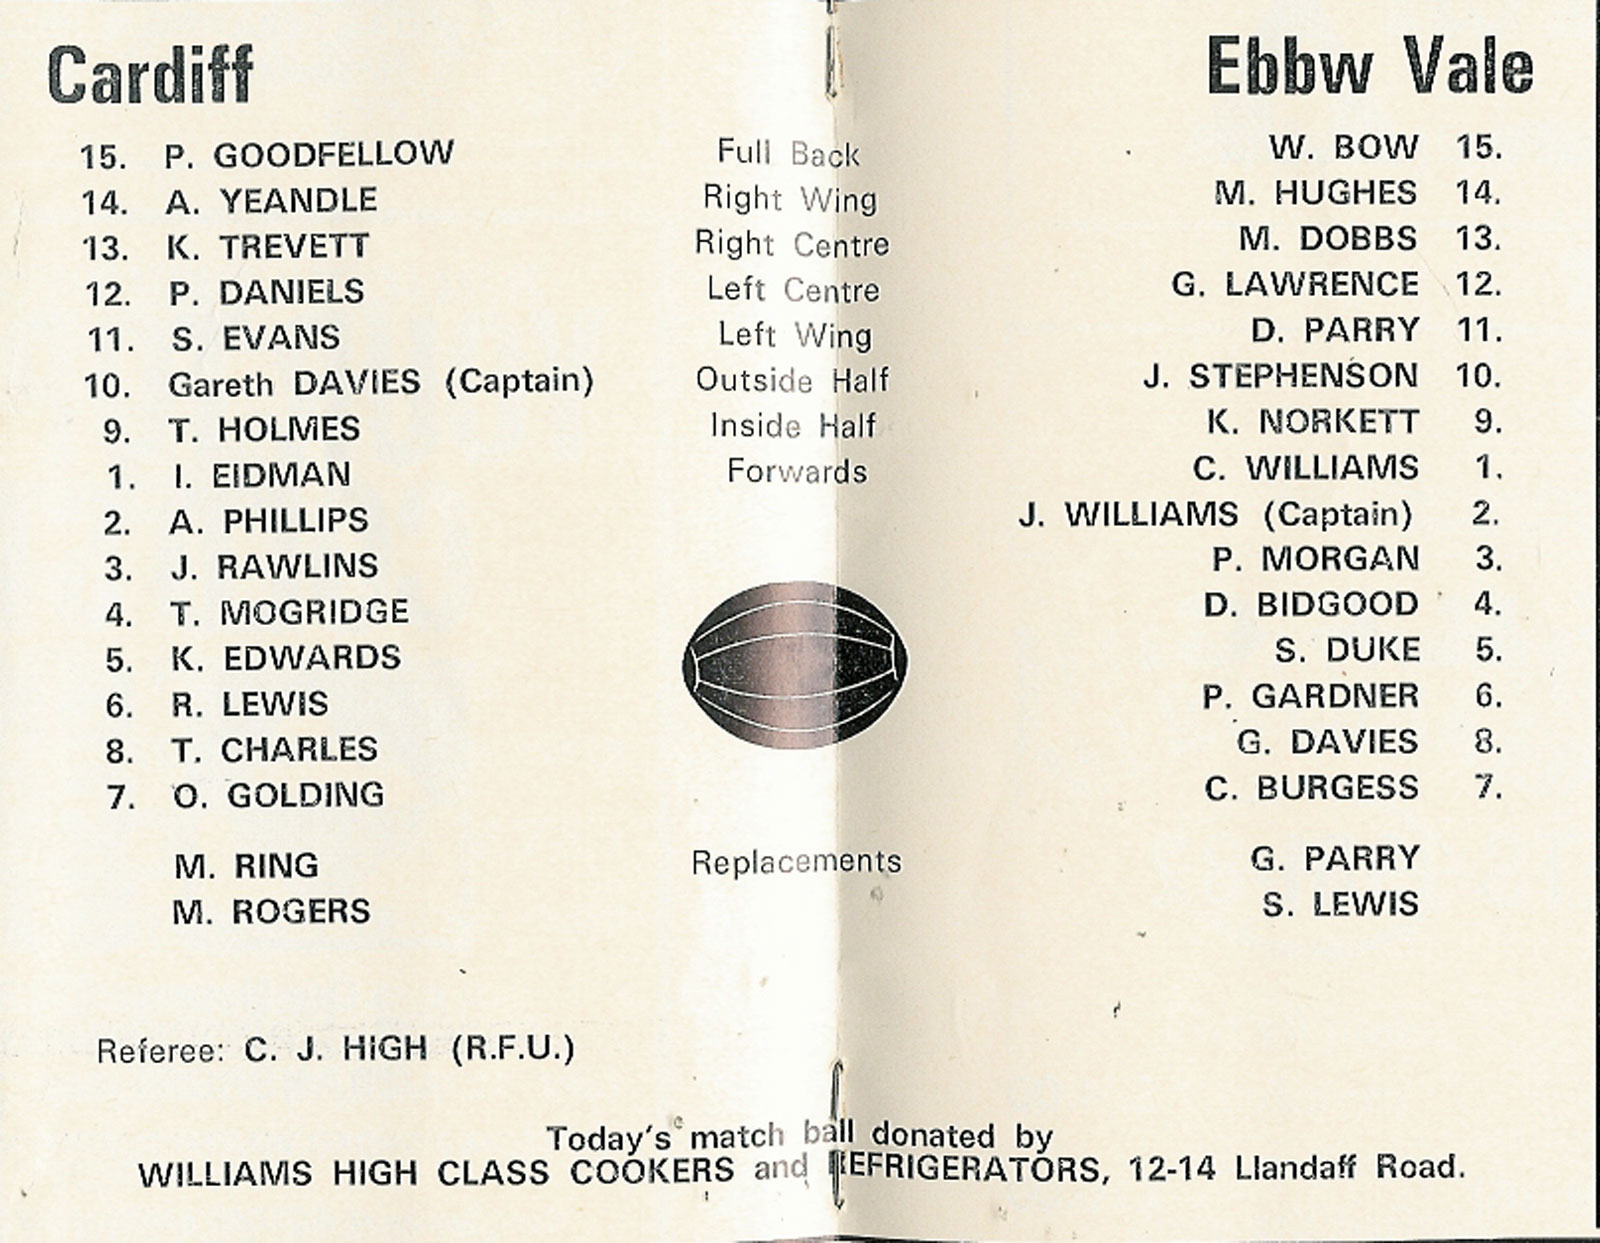 Cardiff Ebbw Vale
15. P. GOODFELLOW Full Back W. BOW 15.
14. A. YEANDLE Right Wing M. HUGHES 14.
13. K. TREVETT Right Centre M. DOBBS 13.
12. P. DANIELS Left Centre G. LAWRENCE 12.
11. S. EVANS Left Wing D. PARRY 11.
10. Gareth DAVIES (Captain) Outside Half J. STEPHENSON 10.
9. T. HOLMES Inside Half K. NORKETT 9.
1. I. EIDMAN Forwards C. WILLIAMS 1.
2. A. PHILLIPS J. WILLIAMS (Captain) 2.
3. J. RAWLINS P. MORGAN 3.
4. T. MOGRIDGE D. BIDGOOD 4.
5. K. EDWARDS S. DUKE 5.
6. R. LEWIS P. GARDNER 6.
8. T. CHARLES G. DAVIES 8.
7. O. GOLDING C. BURGESS 7.
M. RING Replacements G. PARRY
M. ROGERS S. LEWIS
Referee: C. J. HIGH (R.F.U.)
Today's match ball donated by
WILLIAMS HIGH CLASS COOKERS and REFRIGERATORS, 12-14 Llandaff Road.